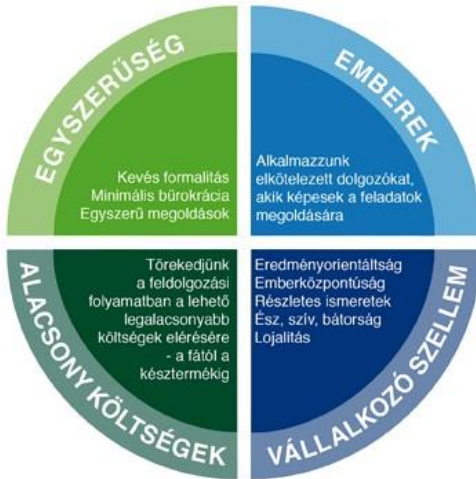 EGYSZERŰSÉG
Kevés formalitás
Minimális bürokrácia
Egyszerű megoldások
EMBEREK
Alkalmazzunk
elkötelezett dolgozókat,
akik képesek a feladatok
megoldására
Törekedjünk
a feldolgozási
folyamatban a lehető
legalacsonyabb
költségek elérésére
- a fától a
késztermékig
ALACSONY KÖLTSÉGEK
Eredményorientáltság
Emberközpontúság
Részletes ismeretek
Ész, szív, bátorság
Lojalitás
VÁLLALKOZÓ SZELLEM